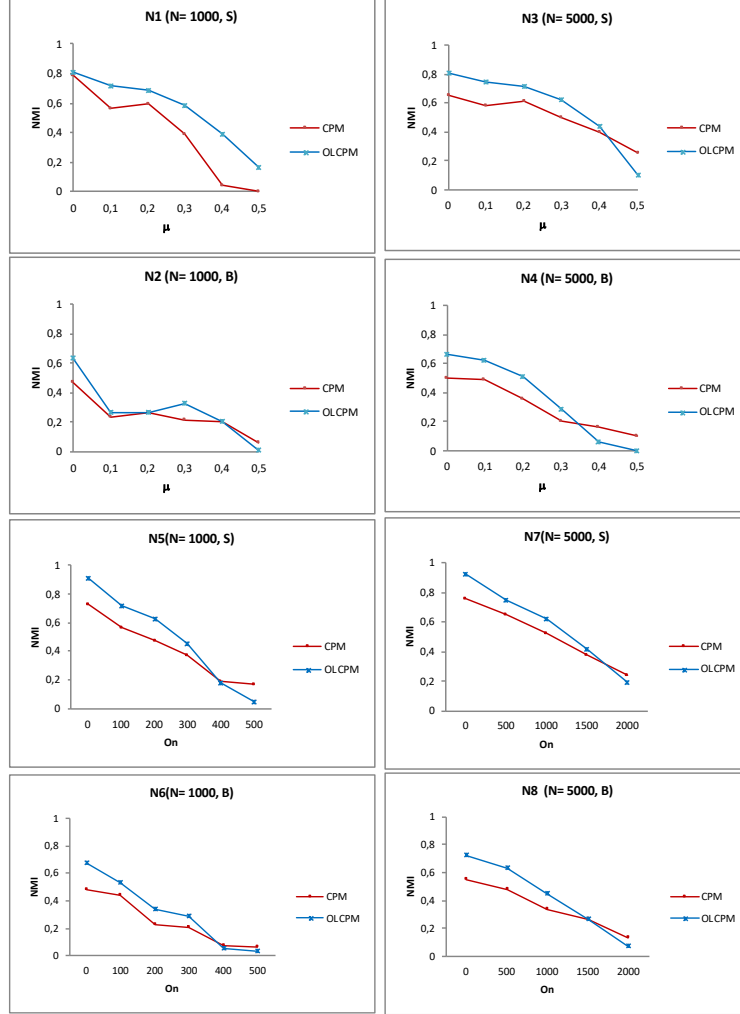 N1 (N= 1000, S)
1
0,8
0,6
0,4
0,2
0
NMI
0 0,1 0,2 0,3 0,4 0,5
μ
CPM
OLCPM
N3 (N= 5000, S)
1
0,8
0,6
0,4
0,2
0
NMI
0 0,1 0,2 0,3 0,4 0,5
μ
CPM
OLCPM
N2 (N= 1000, B)
1
0,8
0,6
0,4
0,2
0
NMI
0 0,1 0,2 0,3 0,4 0,5
μ
CPM
OLCPM
N4 (N= 5000, B)
1
0,8
0,6
0,4
0,2
0
NMI
0 0,1 0,2 0,3 0,4 0,5
μ
CPM
OLCPM
N5(N= 1000, S)
1
0,8
0,6
0,4
0,2
0
NMI
0 100 200 300 400 500
On
CPM
OLCPM
N7(N= 5000, S)
1
0,8
0,6
0,4
0,2
0
NMI
0 500 1000 1500 2000
On
CPM
OLCPM
N6(N= 1000, B)
1
0,8
0,6
0,4
0,2
0
NMI
0 100 200 300 400 500
On
CPM
OLCPM
N8 (N= 5000, B)
1
0,8
0,6
0,4
0,2
0
NMI
0 500 1000 1500 2000
On
CPM
OLCPM